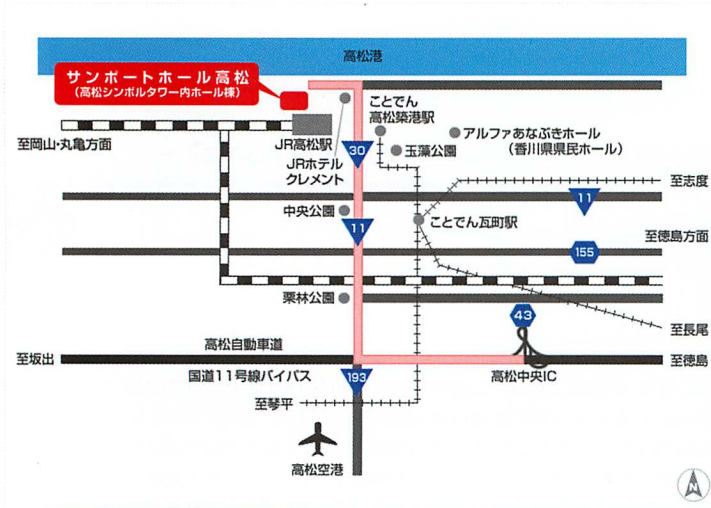 高松港
サンポートホール高松
（高松シンボルタワー内ホール棟）
ことでん
高松築港駅
アルファあなぶきホール
（香川県県民ホール）
至岡山・丸亀方面
JR高松駅
30
玉藻公園
JRホテル
クレメント
至志度
中央公園
11
11
ことでん瓦町駅
至徳島方面
155
栗林公園
43
至長尾
高松自動車道
至坂出
至徳島
国道11号線バイパス
193
高松中央IC
至琴平
高松空港
N